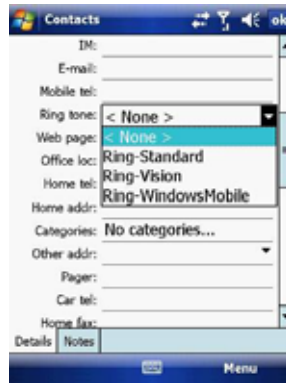 Contacts ok
IM:
E-mail:
Mobile tel:
Ring tone: < None >
Web page: < None >
Office loc: Ring-Standard
Home tel: Ring-Vision
Home addr: Ring-WindowsMobile
Categories: No categories...
Other addr:
Pager:
Car tel:
Home fax:
Details Notes
Menu